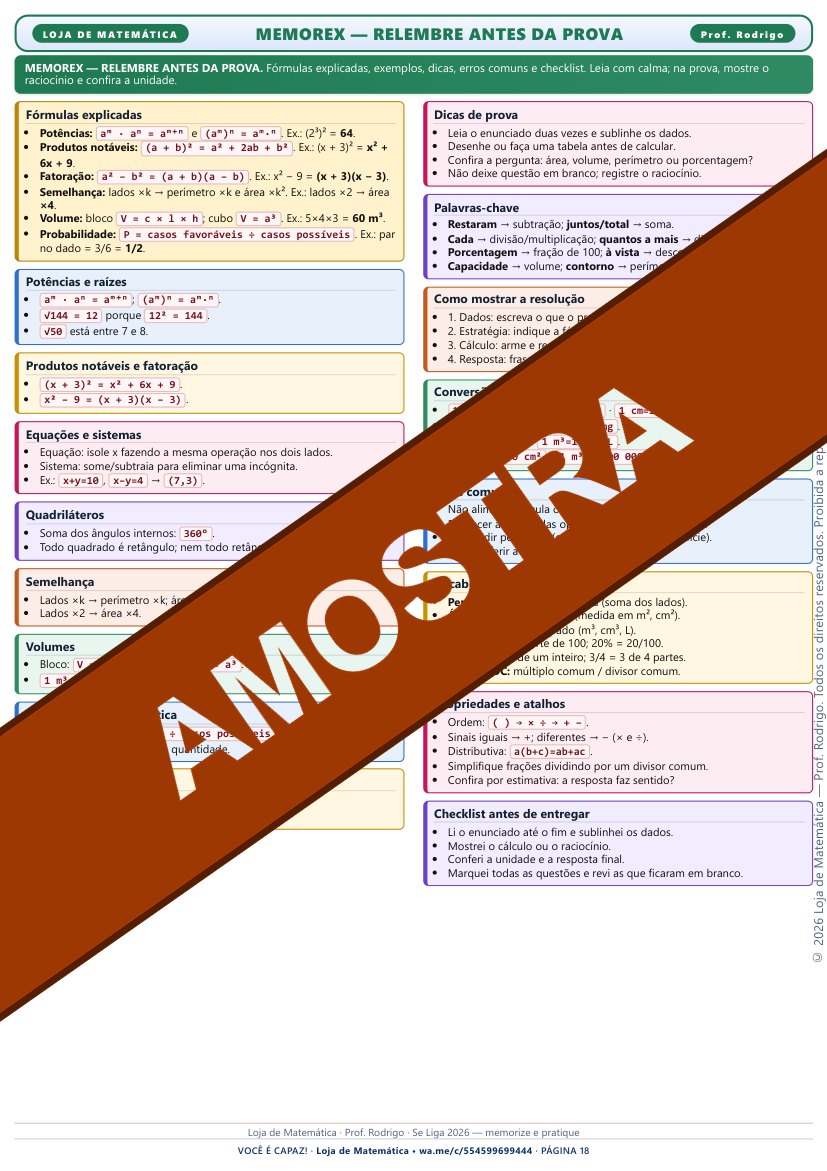 LOJA DE MATEMÁTICA
MEMOREX — RELEMBRE ANTES DA PROVA
Prof. Rodrigo
MEMOREX — RELEMBRE ANTES DA PROVA. Fórmulas explicadas, exemplos, dicas, erros comuns e checklist. Leia com calma; na prova, mostre o
raciocínio e confira a unidade.
Fórmulas explicadas
• Potências: aᵐ · aⁿ = aᵐ⁺ⁿ e (aᵐ)ⁿ = aᵐ·ⁿ. Ex.: (2³)² = 64.
• Produtos notáveis: (a + b)² = a² + 2ab + b². Ex.: (x + 3)² = x² +
6x + 9.
• Fatoração: a² − b² = (a + b)(a − b). Ex.: x² − 9 = (x + 3)(x − 3).
• Semelhança: lados ×k → perímetro ×k e área ×k². Ex.: lados ×2 → área
×4.
• Volume: bloco V = c × l × h; cubo V = a³. Ex.: 5×4×3 = 60 m³.
• Probabilidade: P = casos favoráveis ÷ casos possíveis. Ex.: par
no dado = 3/6 = 1/2.
Potências e raízes
• aᵐ · aⁿ = aᵐ⁺ⁿ; (aᵐ)ⁿ = aᵐ·ⁿ.
• √144 = 12 porque 12² = 144.
• √50 está entre 7 e 8.
Produtos notáveis e fatoração
• (x + 3)² = x² + 6x + 9.
• x² − 9 = (x + 3)(x − 3).
Equações e sistemas
• Equação: isole x fazendo a mesma operação nos dois lados.
• Sistema: some/subtraia para eliminar uma incógnita.
• Ex.: x+y=10, x−y=4 → (7,3).
Quadriláteros
• Soma dos ângulos internos: 360°.
• Todo quadrado é retângulo; nem todo
Semelhança
• Lados ×k → perímetro ×k;
• Lados ×2 → área ×4.
Volumes
• Bloco: V
a³.
• 1
quantidade.
Dicas de prova
• Leia o enunciado duas vezes e sublinhe os dados.
• Desenhe ou faça uma tabela antes de calcular.
• Confira a pergunta: área, volume, perímetro ou porcentagem?
• Não deixe questão em branco; registre o raciocínio.
Palavras-chave
• Restaram → subtração; juntos/total → soma.
• Cada → divisão/multiplicação; quantos a mais →
• Porcentagem → fração de 100; à vista →
• Capacidade → volume; contorno →
Como mostrar a resolução
• 1. Dados: escreva o que o
• 2. Estratégia: indique a
• 3. Cálculo: arme e
• 4. Resposta:
1 m³
Não
(soma dos lados).
(medida em m², cm²).
(m³, cm³, L).
de 100; 20% = 20/100.
de um inteiro; 3/4 = 3 de 4 partes.
múltiplo comum / divisor comum.
e atalhos
• Ordem: ( ) → × ÷ → + −.
• Sinais iguais → +; diferentes → − (× e ÷).
• Distributiva: a(b+c)=ab+ac.
• Simplifique frações dividindo por um divisor comum.
• Confira por estimativa: a resposta faz sentido?
Checklist antes de entregar
• Li o enunciado até o fim e sublinhei os dados.
• Mostrei o cálculo ou o raciocínio.
• Conferi a unidade e a resposta final.
• Marquei todas as questões e revi as que ficaram em branco.
AMOSTRA
© 2026 Loja de Matemática — Prof. Rodrigo. Todos os direitos reservados. Proibida a
Loja de Matemática · Prof. Rodrigo · Se Liga 2026 — memorize e pratique
VOCÊ É CAPAZ! · Loja de Matemática • wa.me/c/554599699444 · PÁGINA 18